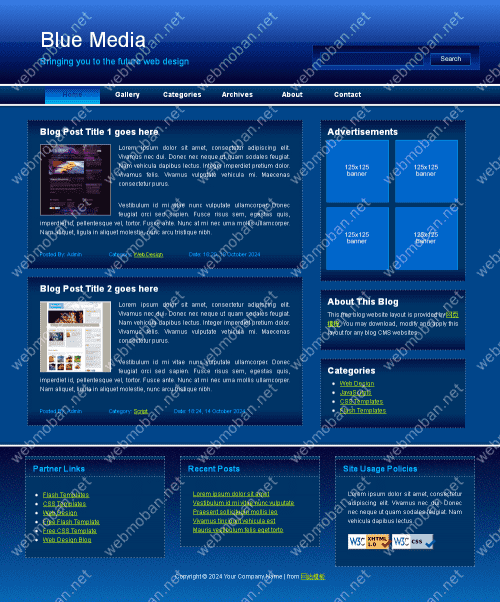 Blue Media
Bringing you to the future web design
Search
Home Gallery Categories Archives About Contact
Blog Post Title 1 goes here
Lorem ipsum dolor sit amet, consectetur adipiscing elit.
Vivamus nec dui. Donec nec neque ut quam sodales feugiat.
Nam vehicula dapibus lectus. Integer imperdiet pretium dolor.
Vivamus felis. Vivamus vulputate vehicula mi. Maecenas
consectetur purus.
Vestibulum id mi vitae nunc vulputate ullamcorper. Donec
feugiat orci sed sapien. Fusce risus sem, egestas quis,
imperdiet id, pellentesque vel, tortor. Fusce ante. Nunc at mi nec urna mollis ullamcorper.
Nam aliquet, ligula in aliquet molestie, nunc arcu tristique nibh.
Posted By: Admin Category: Web Design Date: 18:25, 15 October 2024
Blog Post Title 2 goes here
Lorem ipsum dolor sit amet, consectetur adipiscing elit.
Vivamus nec dui. Donec nec neque ut quam sodales feugiat.
Nam vehicula dapibus lectus. Integer imperdiet pretium dolor.
Vivamus felis. Vivamus vulputate vehicula mi. Maecenas
consectetur purus.
Vestibulum id mi vitae nunc vulputate ullamcorper. Donec
feugiat orci sed sapien. Fusce risus sem, egestas quis,
imperdiet id, pellentesque vel, tortor. Fusce ante. Nunc at mi nec urna mollis ullamcorper.
Nam aliquet, ligula in aliquet molestie, nunc arcu tristique nibh.
Posted By: Admin Category: Script Date: 18:24, 14 October 2024
Advertisements
125x125 banner
125x125 banner
125x125 banner
125x125 banner
About This Blog
This free blog website layout is provided by 网页
模板. You may download, modify and apply this
layout for any blog CMS websites.
Categories
Web Design
JavaScripts
CSS Templates
Flash Templates
Partner Links
Flash Templates
CSS Templates
Web Design
Free Flash Template
Free CSS Template
Web Design Blog
Recent Posts
Lorem ipsum dolor sit amet
Vestibulum id mi vitae nunc vulputate
Praesent sollicitudin mollis leo
Vivamus tincidunt vehicula est
Mauris vestibulum felis eget torto
Site Usage Policies
Lorem ipsum dolor sit amet, consectetur
adipiscing elit. Vivamus nec dui. Donec
nec neque ut quam sodales feugiat. Nam
vehicula dapibus lectus.
W3C XHTML 1.0
W3C CSS
Copyright © 2024 Your Company Name | from 网站模板
webmoban.net